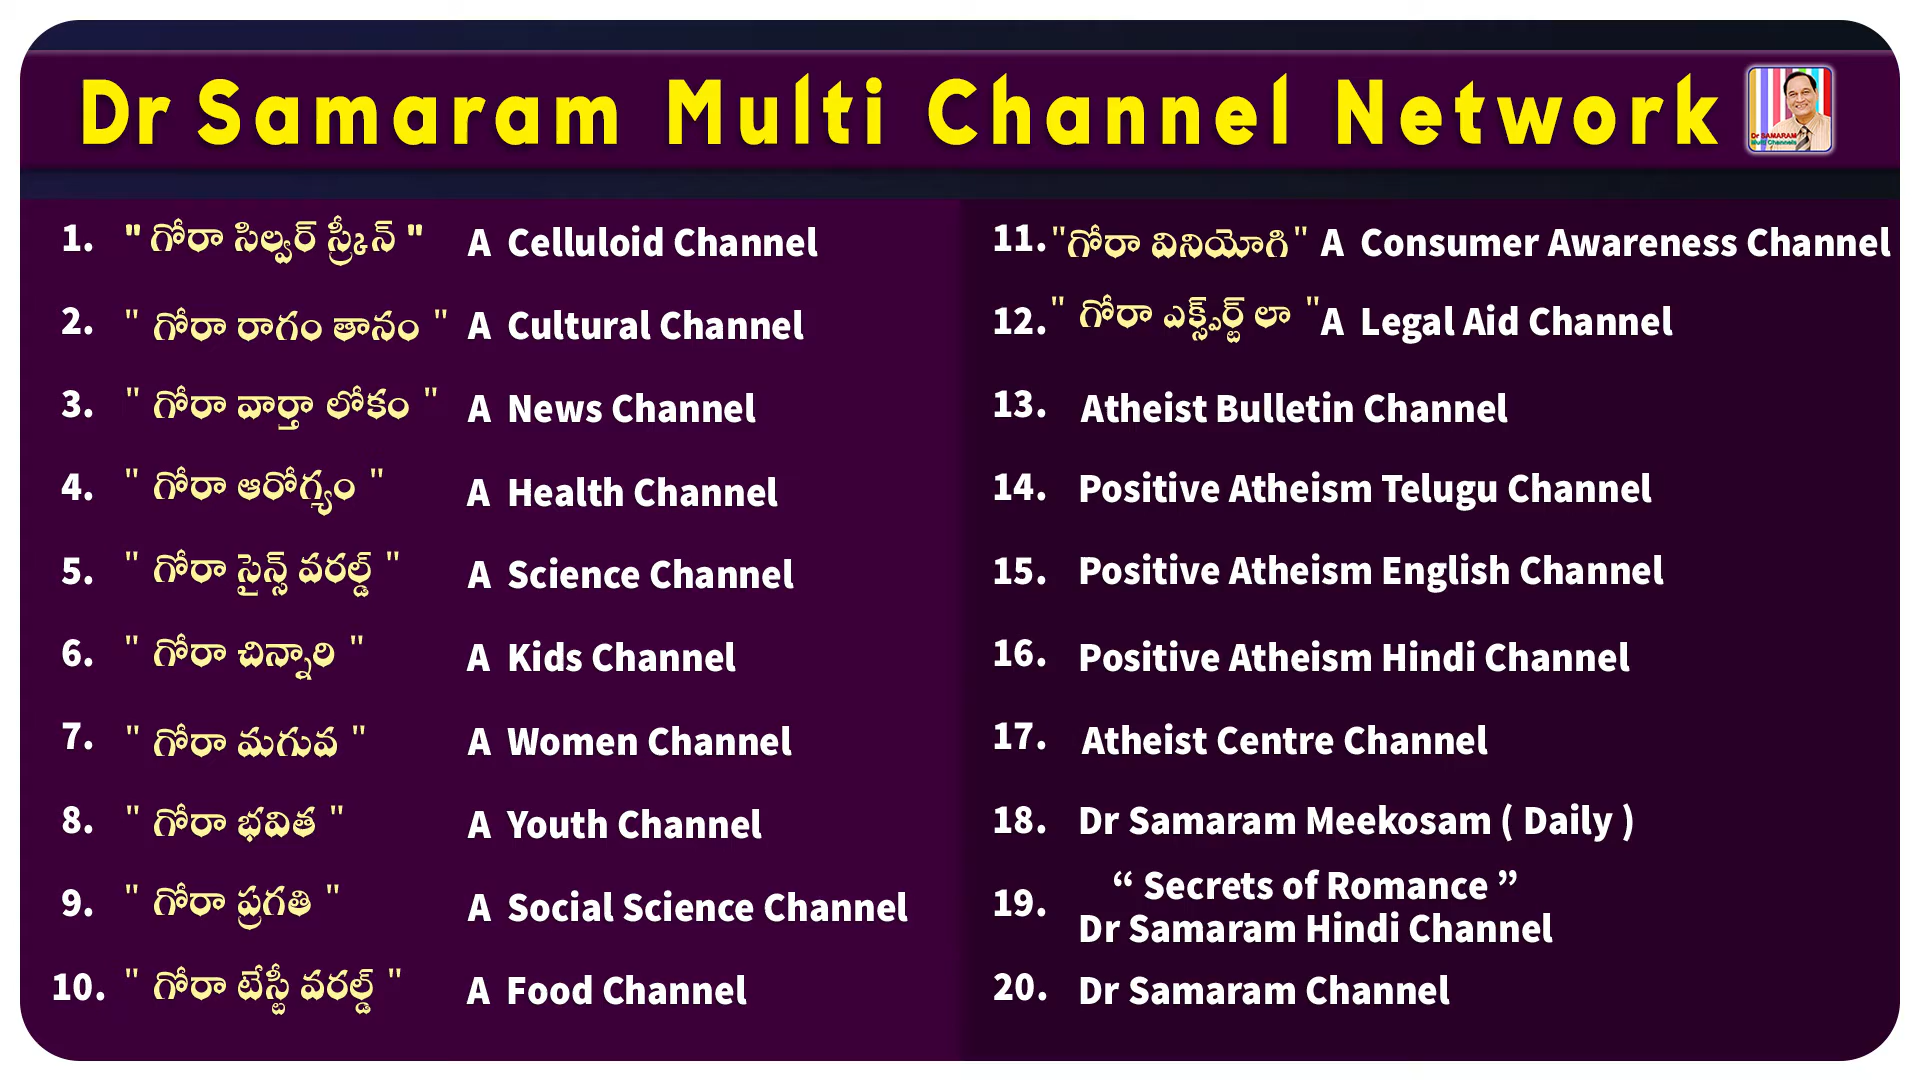 Dr Samaram Multi Channel Network
Dr SAMARAM
Multi Channels
1. " గోరా సిల్వర్ స్క్రీన్ " A Celluloid Channel
2. " గోరా రాగం తానం " A Cultural Channel
3. " గోరా వార్తా లోకం " A News Channel
4. " గోరా ఆరోగ్యం " A Health Channel
5. " గోరా సైన్స్ వరల్డ్ " A Science Channel
6. " గోరా చిన్నారి " A Kids Channel
7. " గోరా మగువ " A Women Channel
8. " గోరా భవిత " A Youth Channel
9. " గోరా ప్రగతి " A Social Science Channel
10. " గోరా టేస్టీ వరల్డ్ " A Food Channel
11. "గోరా వినియోగి" A Consumer Awareness Channel
12. " గోరా ఎక్స్పర్ట్ లా " A Legal Aid Channel
13. Atheist Bulletin Channel
14. Positive Atheism Telugu Channel
15. Positive Atheism English Channel
16. Positive Atheism Hindi Channel
17. Atheist Centre Channel
18. Dr Samaram Meekosam ( Daily )
19. “ Secrets of Romance ”
Dr Samaram Hindi Channel
20. Dr Samaram Channel